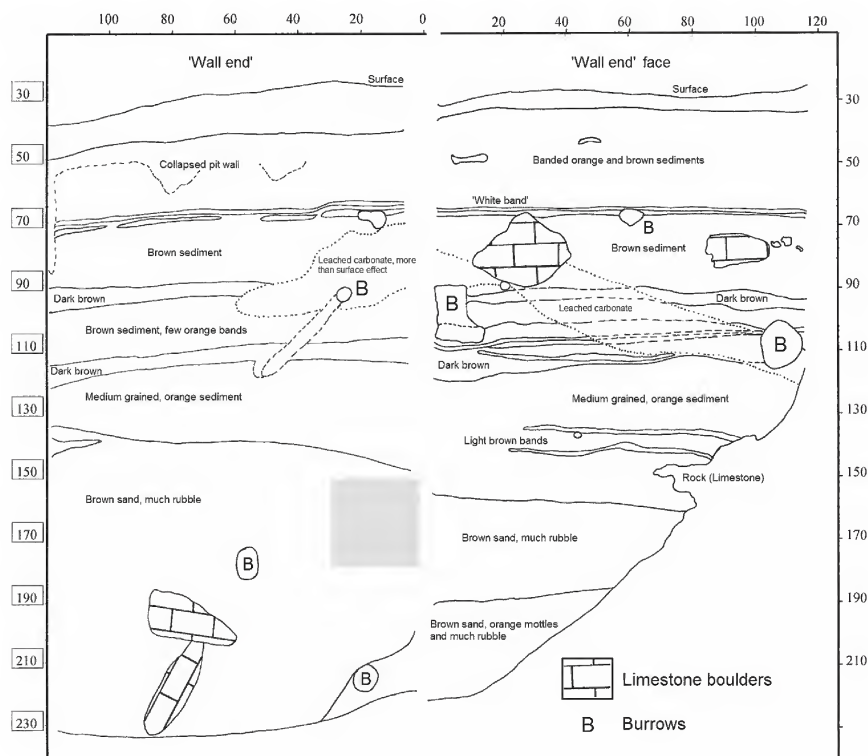 100 80 60 40 20 0
20 40 60 80 100 120
'Wall end'
'Wall end' face
30
50
70
90
110
130
150
170
190
210
230
Surface
Collapsed pit wall
Brown sediment
Leached carbonate, more
than surface effect
B
Dark brown
Brown sediment, few orange bands
Dark brown
Medium grained, orange sediment
Brown sand, much rubble
B
B
Surface
Banded orange and brown sediments
'White band'
B
Brown sediment
Dark brown
B
Leached carbonate
B
Dark brown
Medium grained, orange sediment
Light brown bands
Rock (Limestone)
Brown sand, much rubble
Brown sand, orange mottles
and much rubble
Limestone boulders
B Burrows
30
50
70
90
110
130
150
170
190
210